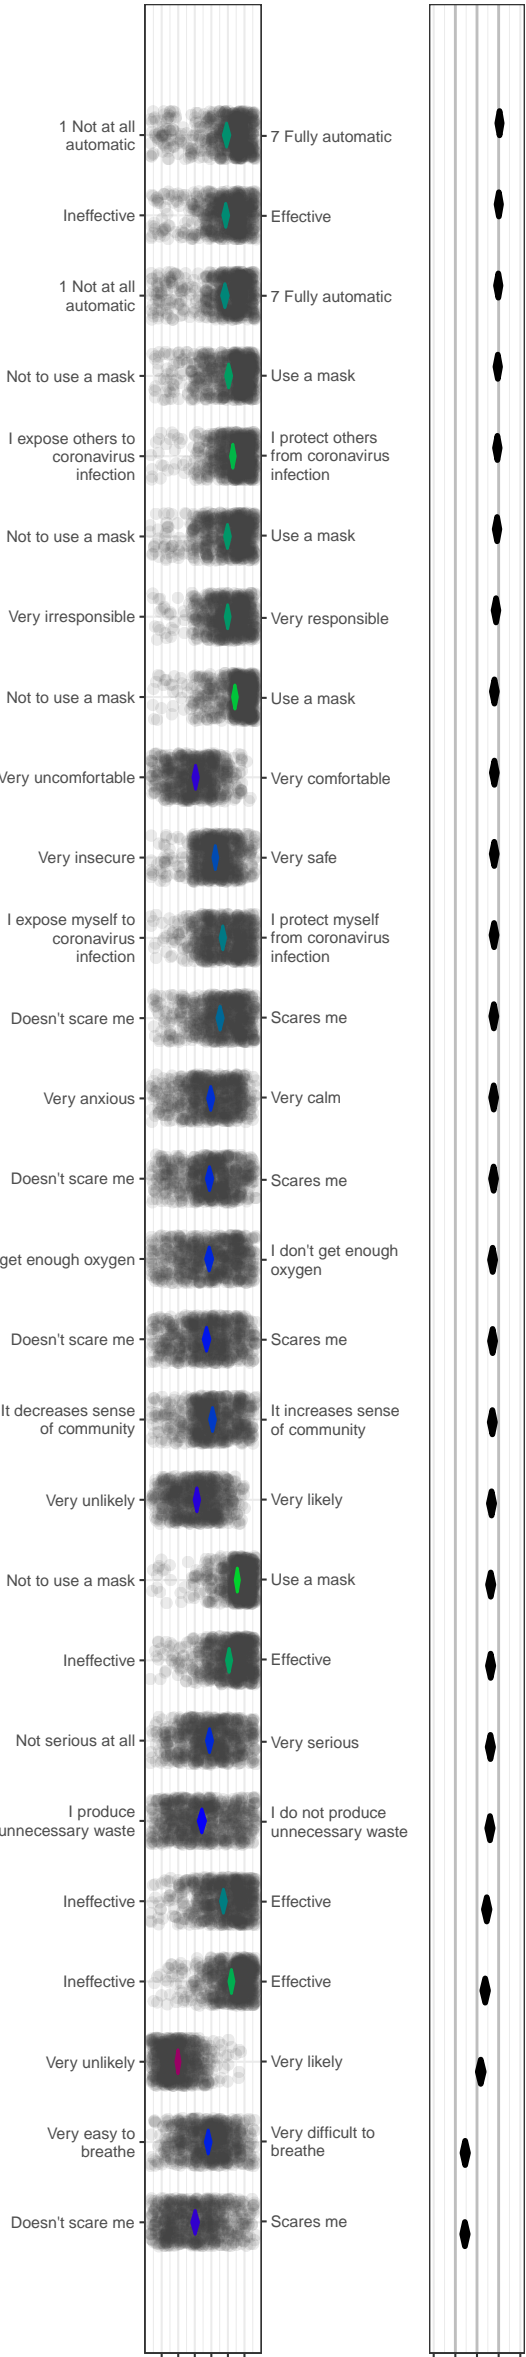 1 Not at all
automatic
7 Fully automatic
Ineffective
Effective
1 Not at all
automatic
7 Fully automatic
Not to use a mask
Use a mask
I expose others to
coronavirus
infection
I protect others
from coronavirus
infection
Not to use a mask
Use a mask
Very irresponsible
Very responsible
Not to use a mask
Use a mask
Very uncomfortable
Very comfortable
Very insecure
Very safe
I expose myself to
coronavirus
infection
I protect myself
from coronavirus
infection
Doesn't scare me
Scares me
Very anxious
Very calm
Doesn't scare me
Scares me
get enough oxygen
I don't get enough
oxygen
Doesn't scare me
Scares me
It decreases sense
of community
It increases sense
of community
Very unlikely
Very likely
Not to use a mask
Use a mask
Ineffective
Effective
Not serious at all
Very serious
I produce
unnecessary waste
I do not produce
unnecessary waste
Ineffective
Effective
Ineffective
Effective
Very unlikely
Very likely
Very easy to
breathe
Very difficult to
breathe
Doesn't scare me
Scares me